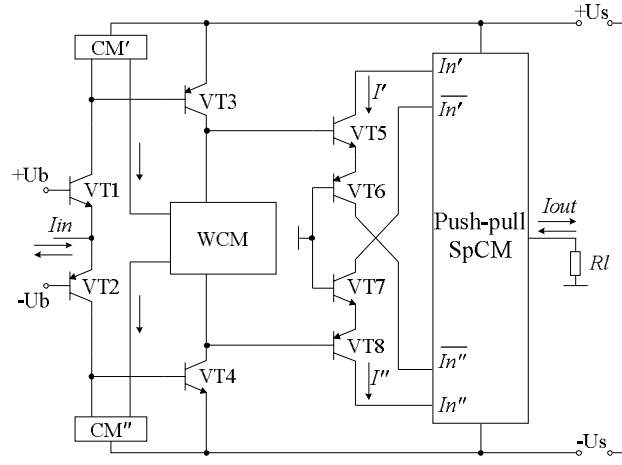 +Us
CM′
In′
VT3
I′
In′
VT5
+Ub
VT1
VT6
Iin
WCM
Push-pull
SpCM
Iout
Rl
-Ub
VT2
VT7
In″
VT8
VT4
I″
In″
CM″
-Us